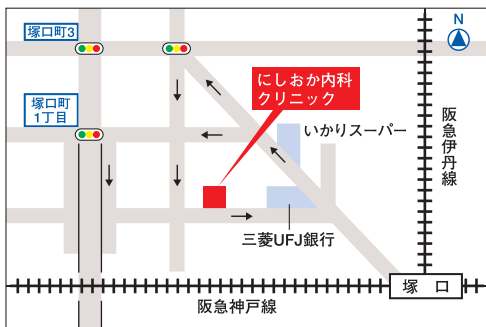 塚口町3
N
塚口町
1丁目
にしおか内科
クリニック
いかりスーパー
阪急伊丹線
三菱UFJ銀行
塚 口
阪急神戸線